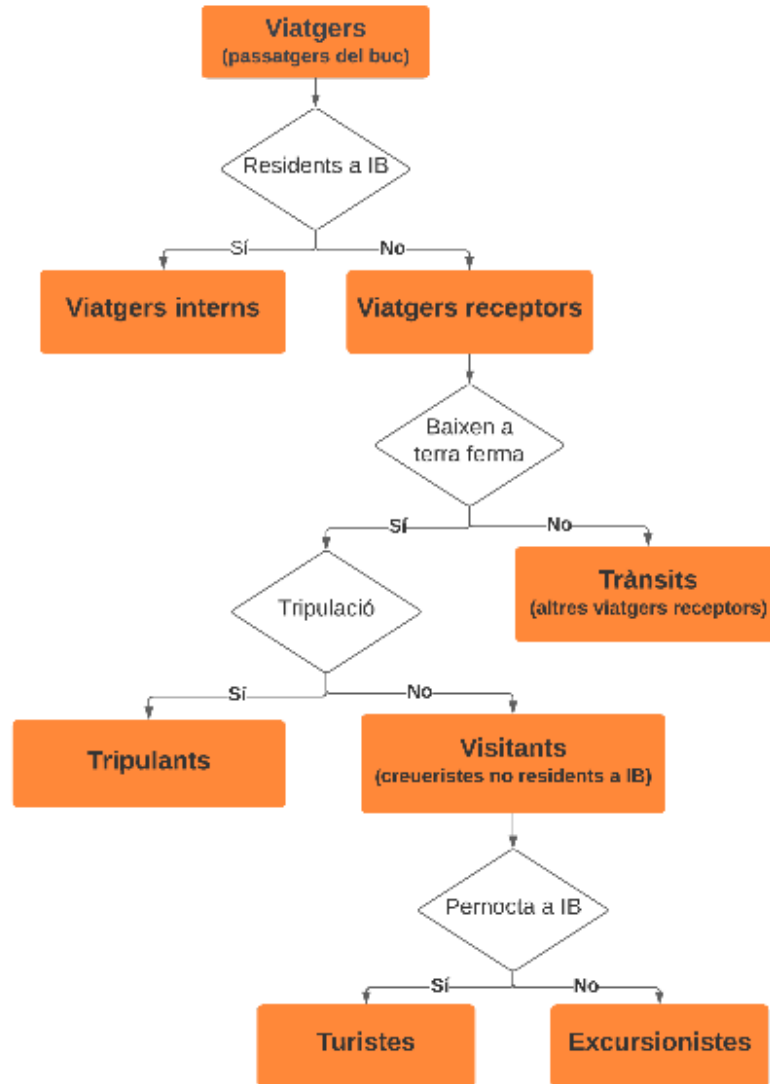 Viatgers
(passatgers del buc)
Residents a IB
Sí
No
Viatgers interns
Viatgers receptors
Baixen a
terra ferma
Sí
No
Trànsits
(altres viatgers receptors)
Tripulació
Sí
No
Tripulants
Visitants
(creueristes no residents a IB)
Pernocta a IB
Sí
No
Turistes
Excursionistes